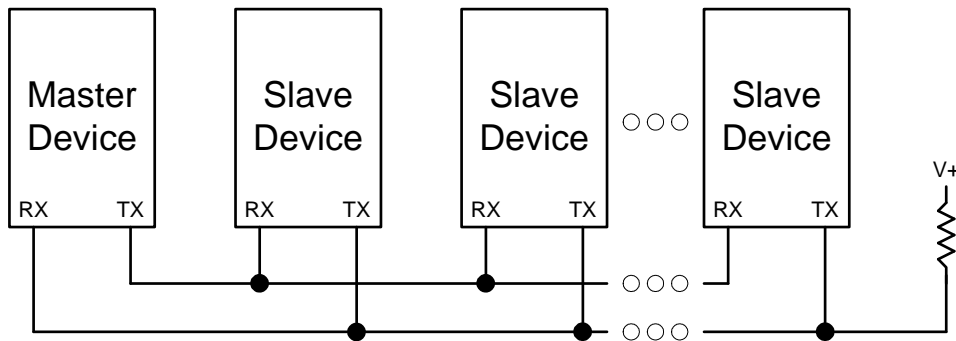 Master
Device
Slave
Device
Slave
Device
Slave
Device
RX TX
RX TX
RX TX
RX TX
V+